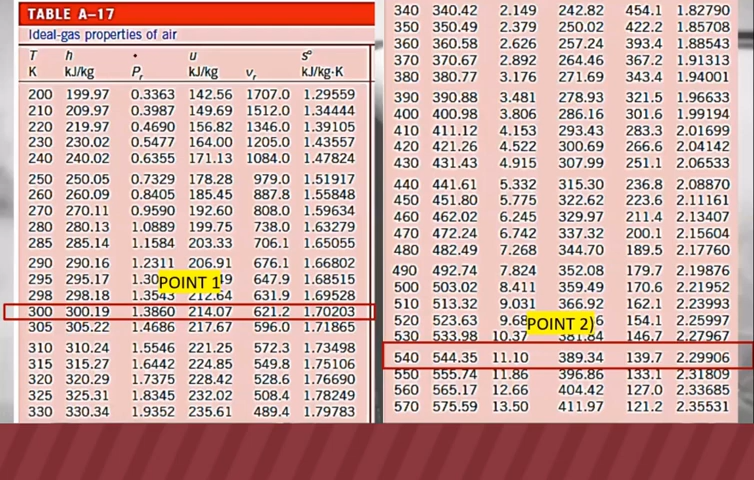 TABLE A–17
Ideal-gas properties of air
T h • u s°
K kJ/kg Pr kJ/kg vr kJ/kg·K
200 199.97 0.3363 142.56 1707.0 1.29559
210 209.97 0.3987 149.69 1512.0 1.34444
220 219.97 0.4690 156.82 1346.0 1.39105
230 230.02 0.5477 164.00 1205.0 1.43557
240 240.02 0.6355 171.13 1084.0 1.47824
250 250.05 0.7329 178.28 979.0 1.51917
260 260.09 0.8405 185.45 887.8 1.55848
270 270.11 0.9590 192.60 808.0 1.59634
280 280.13 1.0889 199.75 738.0 1.63279
285 285.14 1.1584 203.33 706.1 1.65055
290 290.16 1.2311 206.91 676.1 1.66802
295 295.17 647.9 1.68515
POINT 1
298 298.18 1.3543 212.64 631.9 1.69528
300 300.19 1.3860 214.07 621.2 1.70203
305 305.22 1.4686 217.67 596.0 1.71865
310 310.24 1.5546 221.25 572.3 1.73498
315 315.27 1.6442 224.85 549.8 1.75106
320 320.29 1.7375 228.42 528.6 1.76690
325 325.31 1.8345 232.02 508.4 1.78249
330 330.34 1.9352 235.61 489.4 1.79783
340 340.42 2.149 242.82 454.1 1.82790
350 350.49 2.379 250.02 422.2 1.85708
360 360.58 2.626 257.24 393.4 1.88543
370 370.67 2.892 264.46 367.2 1.91313
380 380.77 3.176 271.69 343.4 1.94001
390 390.88 3.481 278.93 321.5 1.96633
400 400.98 3.806 286.16 301.6 1.99194
410 411.12 4.153 293.43 283.3 2.01699
420 421.26 4.522 300.69 266.6 2.04142
430 431.43 4.915 307.99 251.1 2.06533
440 441.61 5.332 315.30 236.8 2.08870
450 451.80 5.775 322.62 223.6 2.11161
460 462.02 6.245 329.97 211.4 2.13407
470 472.24 6.742 337.32 200.1 2.15604
480 482.49 7.268 344.70 189.5 2.17760
490 492.74 7.824 352.08 179.7 2.19876
500 503.02 8.411 359.49 170.6 2.21952
510 513.32 9.031 366.92 162.1 2.23993
520 523.63 154.1 2.25997
POINT 2)
530 533.98 10.37 381.84 146.7 2.27967
540 544.35 11.10 389.34 139.7 2.29906
550 555.74 11.86 396.86 133.1 2.31809
560 565.17 12.66 404.42 127.0 2.33685
570 575.59 13.50 411.97 121.2 2.35531